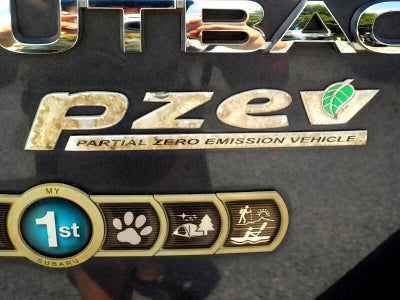 UTBAC
pzev
PARTIAL ZERO EMISSION VEHICLE
MY
1st
SUBARU